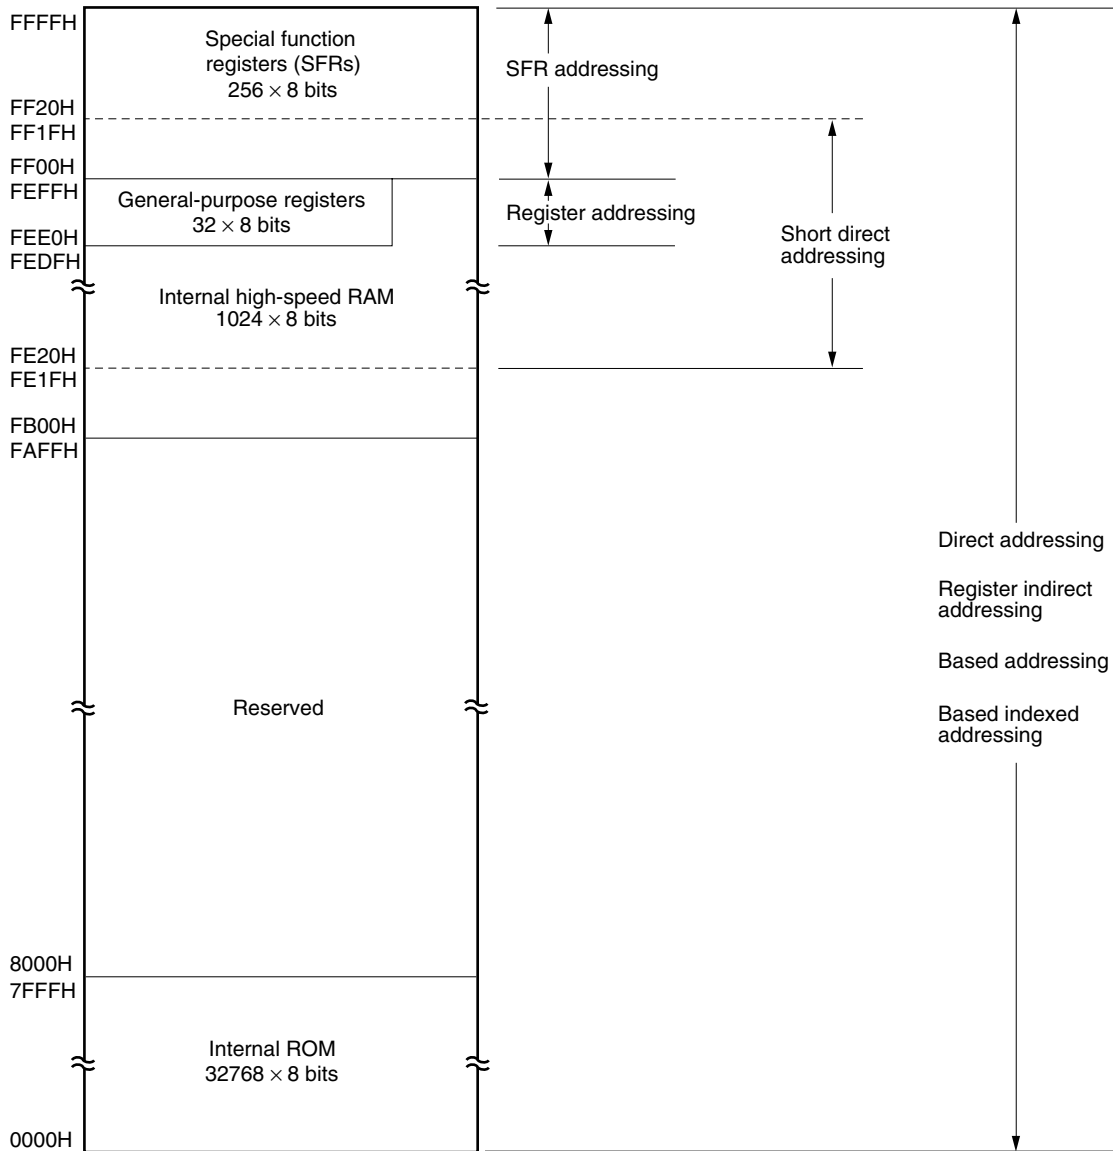 FFFFH
Special function
registers (SFRs)
256 × 8 bits
SFR addressing
FF20H
FF1FH
FF00H
FEFFH
General-purpose registers
32 × 8 bits
Register addressing
FEE0H
FEDFH
Short direct
addressing
Internal high-speed RAM
1024 × 8 bits
FE20H
FE1FH
FB00H
FAFFH
Direct addressing
Register indirect
addressing
Based addressing
Based indexed
addressing
Reserved
8000H
7FFFH
Internal ROM
32768 × 8 bits
0000H